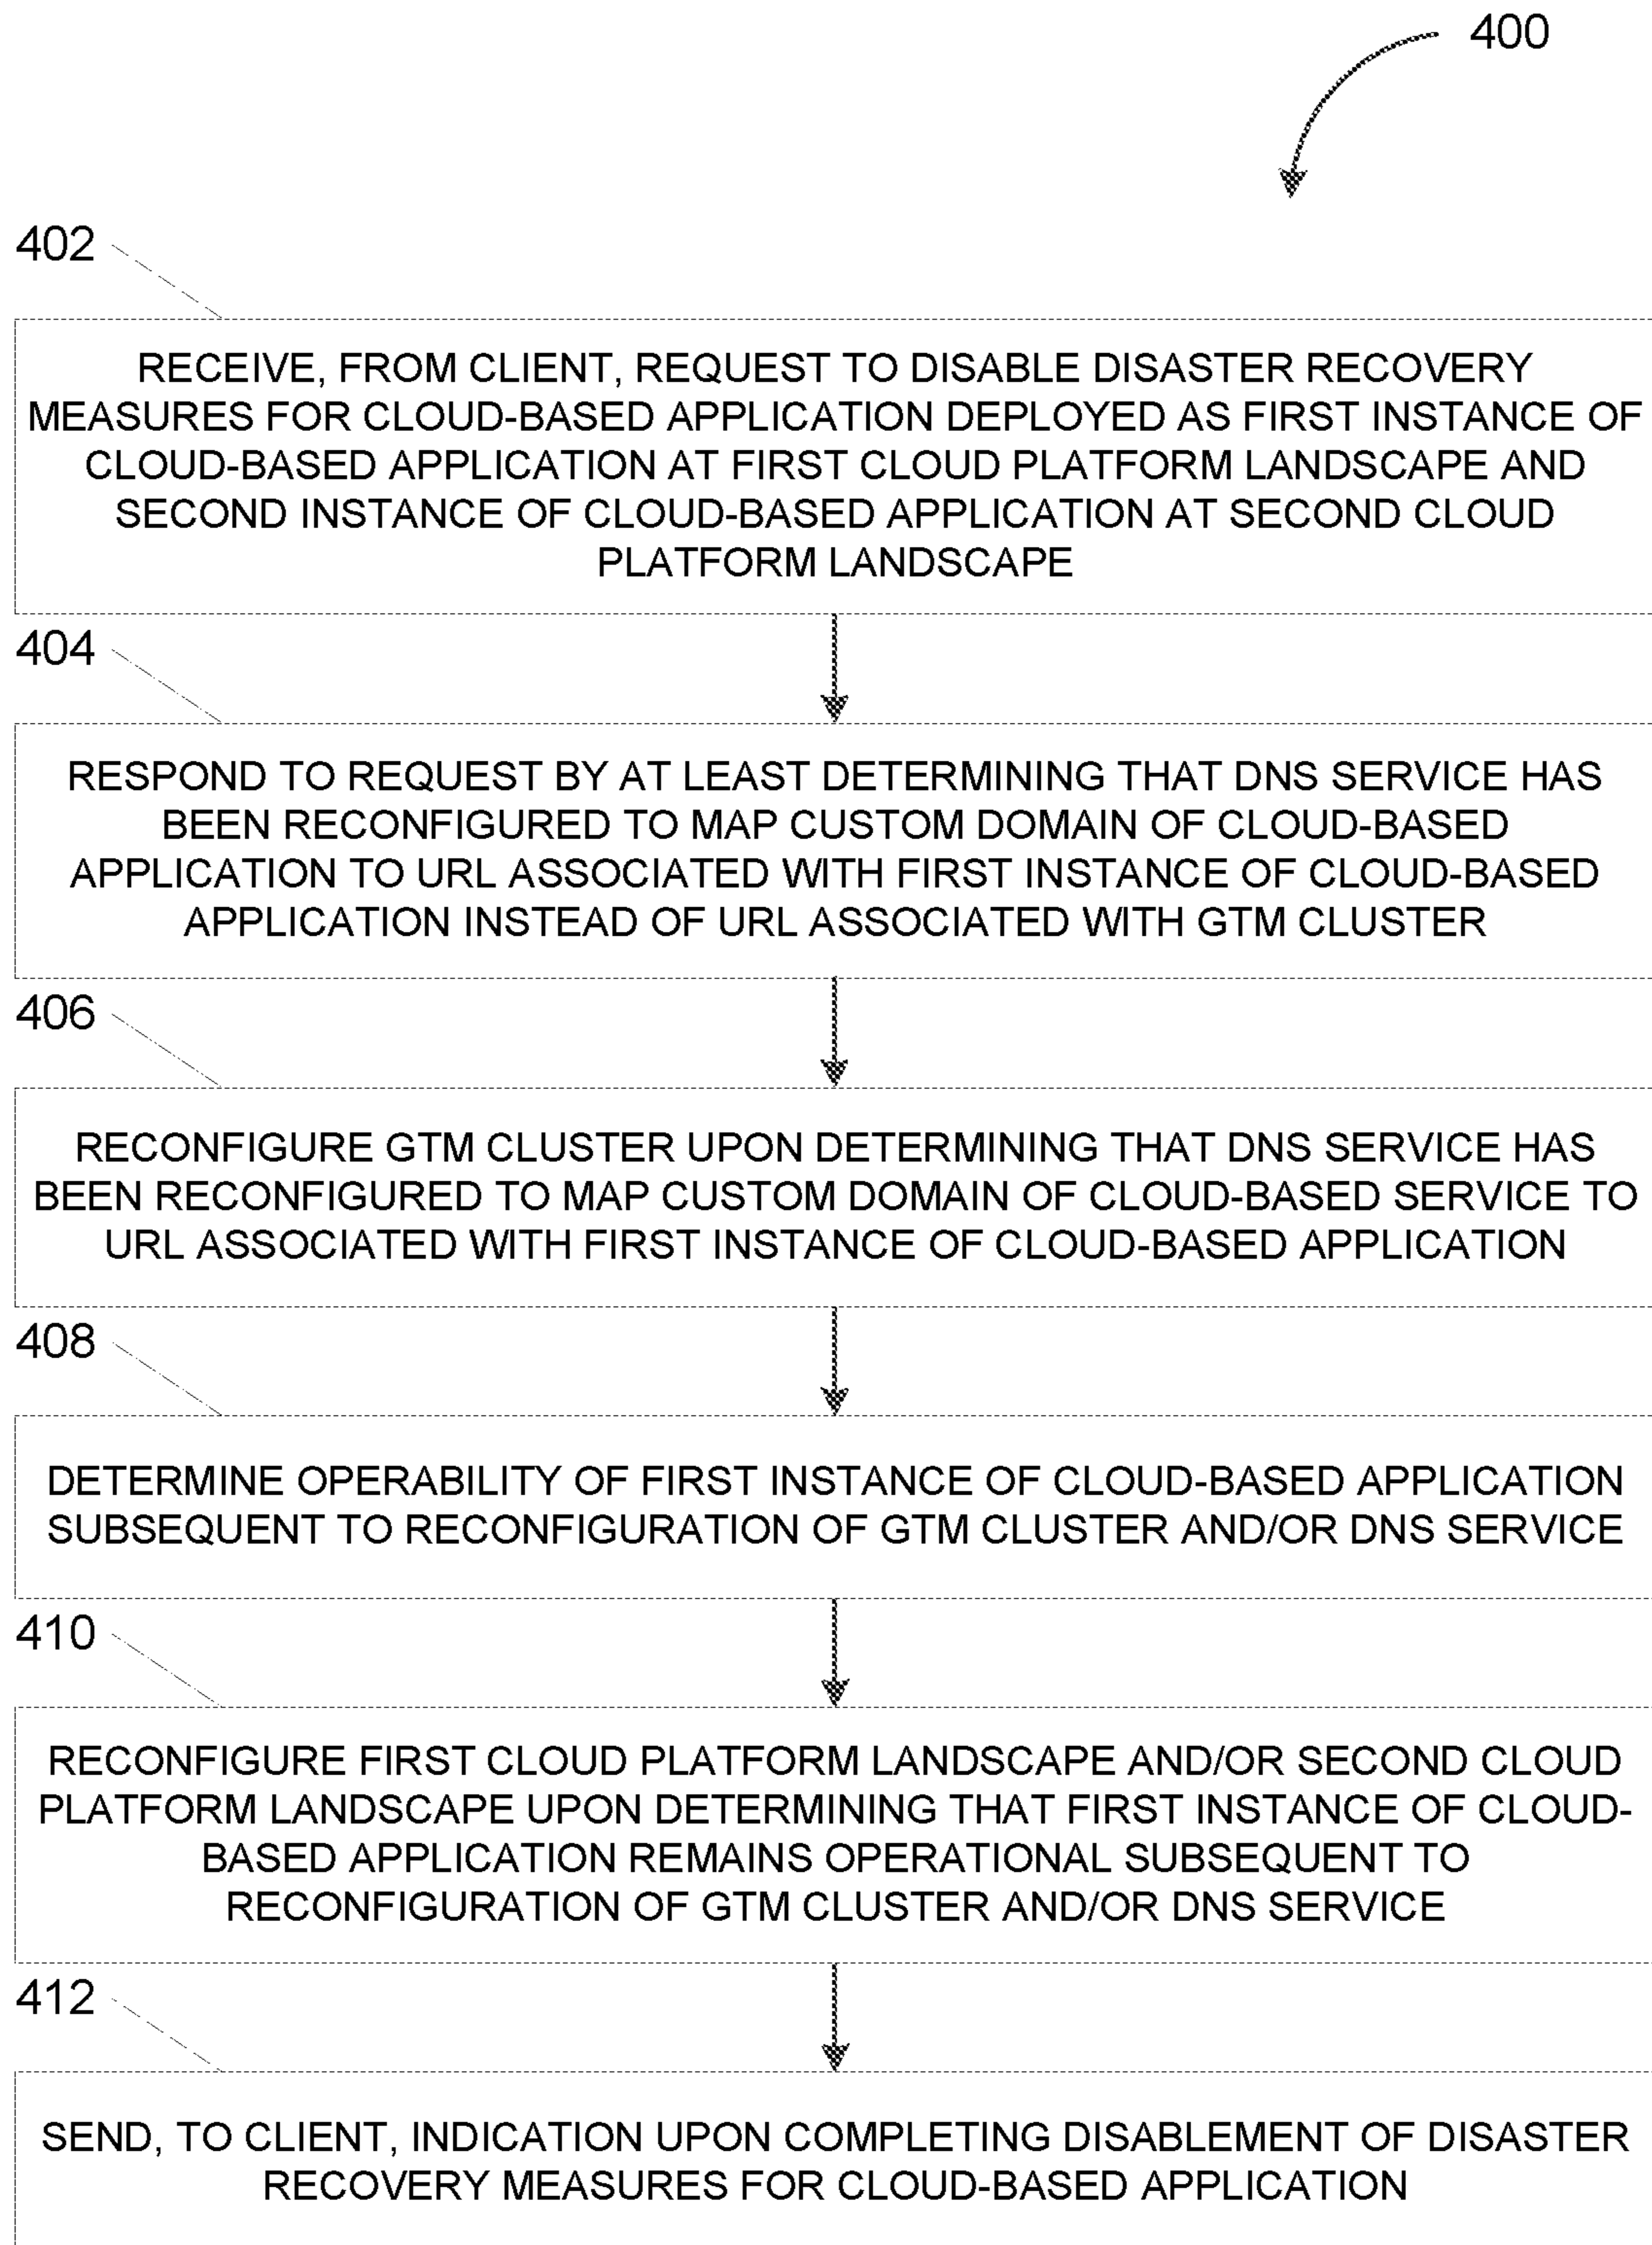 400
402
RECEIVE, FROM CLIENT, REQUEST TO DISABLE DISASTER RECOVERY
MEASURES FOR CLOUD-BASED APPLICATION DEPLOYED AS FIRST INSTANCE OF
CLOUD-BASED APPLICATION AT FIRST CLOUD PLATFORM LANDSCAPE AND
SECOND INSTANCE OF CLOUD-BASED APPLICATION AT SECOND CLOUD
PLATFORM LANDSCAPE
404
RESPOND TO REQUEST BY AT LEAST DETERMINING THAT DNS SERVICE HAS
BEEN RECONFIGURED TO MAP CUSTOM DOMAIN OF CLOUD-BASED
APPLICATION TO URL ASSOCIATED WITH FIRST INSTANCE OF CLOUD-BASED
APPLICATION INSTEAD OF URL ASSOCIATED WITH GTM CLUSTER
406
RECONFIGURE GTM CLUSTER UPON DETERMINING THAT DNS SERVICE HAS
BEEN RECONFIGURED TO MAP CUSTOM DOMAIN OF CLOUD-BASED SERVICE TO
URL ASSOCIATED WITH FIRST INSTANCE OF CLOUD-BASED APPLICATION
408
DETERMINE OPERABILITY OF FIRST INSTANCE OF CLOUD-BASED APPLICATION
SUBSEQUENT TO RECONFIGURATION OF GTM CLUSTER AND/OR DNS SERVICE
410
RECONFIGURE FIRST CLOUD PLATFORM LANDSCAPE AND/OR SECOND CLOUD
PLATFORM LANDSCAPE UPON DETERMINING THAT FIRST INSTANCE OF CLOUD-
BASED APPLICATION REMAINS OPERATIONAL SUBSEQUENT TO
RECONFIGURATION OF GTM CLUSTER AND/OR DNS SERVICE
412
SEND, TO CLIENT, INDICATION UPON COMPLETING DISABLEMENT OF DISASTER
RECOVERY MEASURES FOR CLOUD-BASED APPLICATION